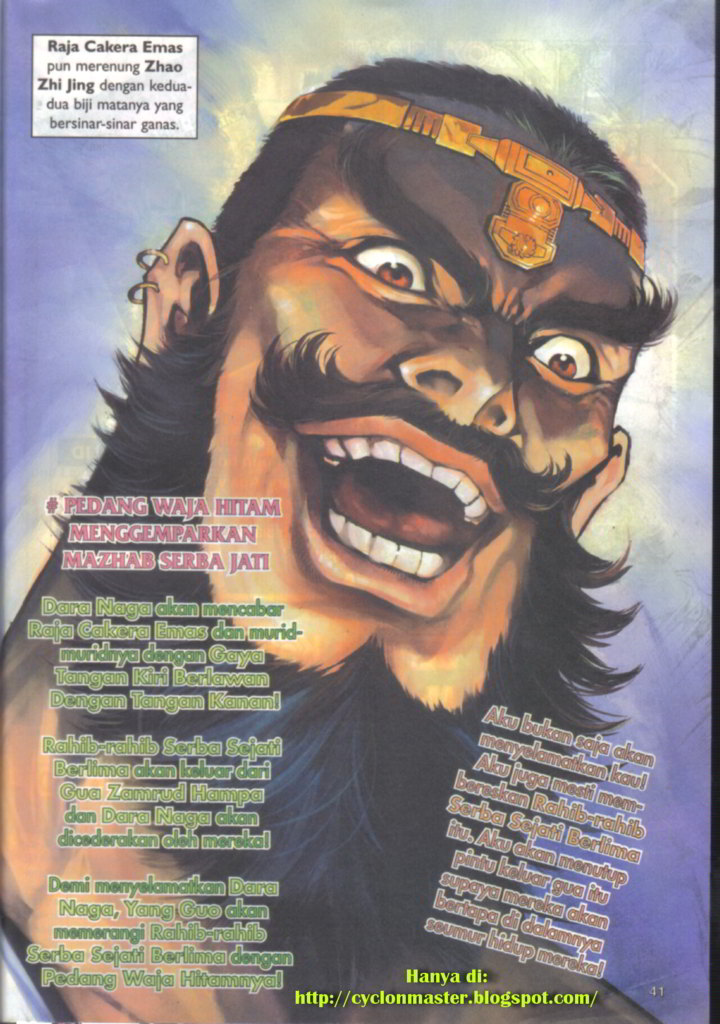 Raja Cakera Emas
pun merenung Zhao
Zhi Jing dengan kedua-
dua biji matanya yang
bersinar-sinar ganas.
# PEDANG WAJA HITAM
MENGGEMPARKAN
MAZHAB SERBA JATI
Dara Naga akan mencabar
Raja Cakera Emas dan murid-
muridnya dengan Gaya
Tangan Kiri Berlawan
Dengan Tangan Kanan!
Rahib-rahib Serba Sejati
Berlima akan keluar dari
Gua Zamrud Hampa
dan Dara Naga akan
dicederakan oleh mereka!
Demi menyelamatkan Dara
Naga, Yang Guo akan
memerangi Rahib-rahib
Serba Sejati Berlima dengan
Pedang Waja Hitamnya!
Aku bukan saja akan
menyelamatkan kau!
Aku juga mesti mem-
bereskan Rahib-rahib
Serba Sejati Berlima
itu. Aku akan menutup
pintu keluar gua itu
supaya mereka akan
bertapa di dalamnya
seumur hidup mereka!
Hanya di:
http://cyclonmaster.blogspot.com/
41